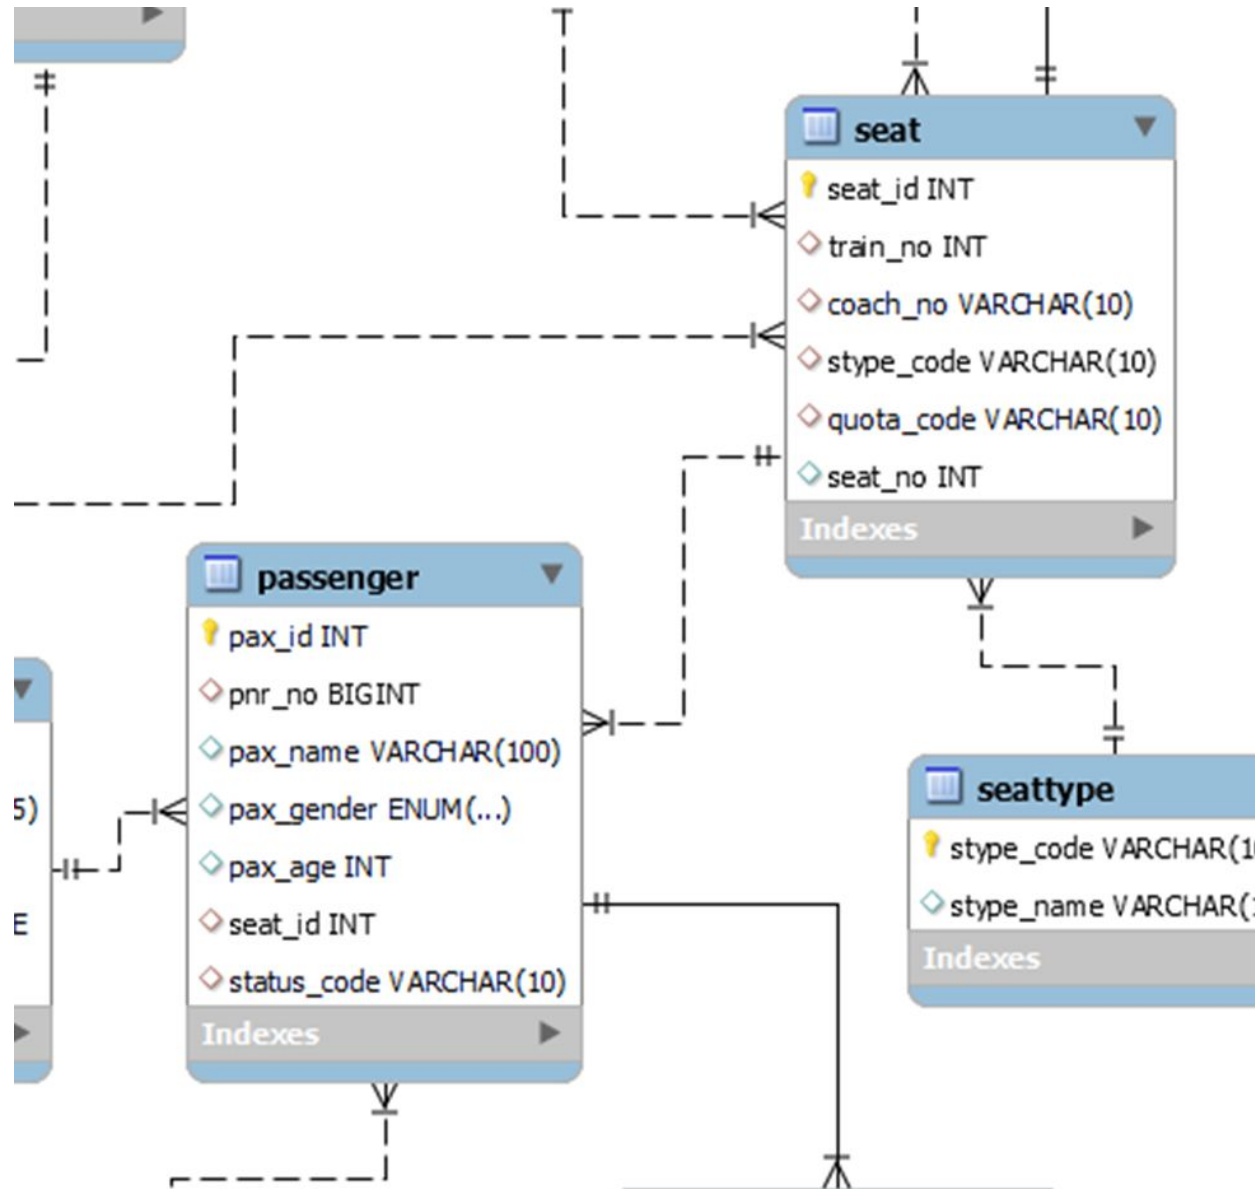 seat
seat_id INT
train_no INT
coach_no VARCHAR(10)
stype_code VARCHAR(10)
quota_code VARCHAR(10)
seat_no INT
Indexes
passenger
pax_id INT
pnr_no BIGINT
pax_name VARCHAR(100)
pax_gender ENUM(...)
pax_age INT
seat_id INT
status_code VARCHAR(10)
Indexes
5)
E
seattype
stype_code VARCHAR(1
stype_name VARCHAR(
Indexes